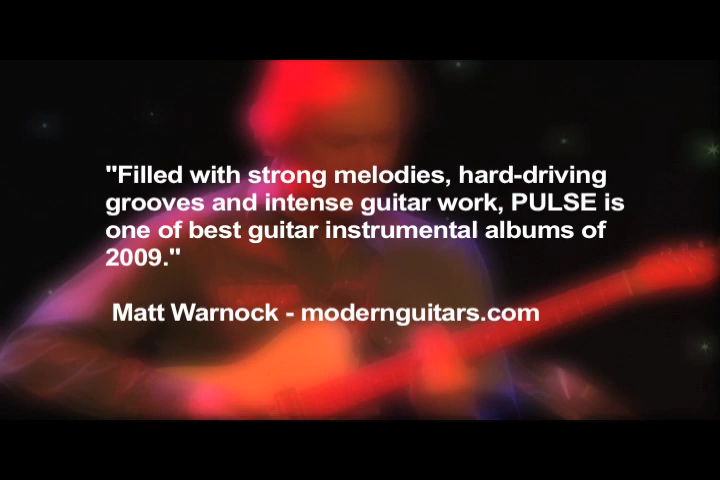 "Filled with strong melodies, hard-driving
grooves and intense guitar work, PULSE is
one of best guitar instrumental albums of
2009."
Matt Warnock - modernguitars.com